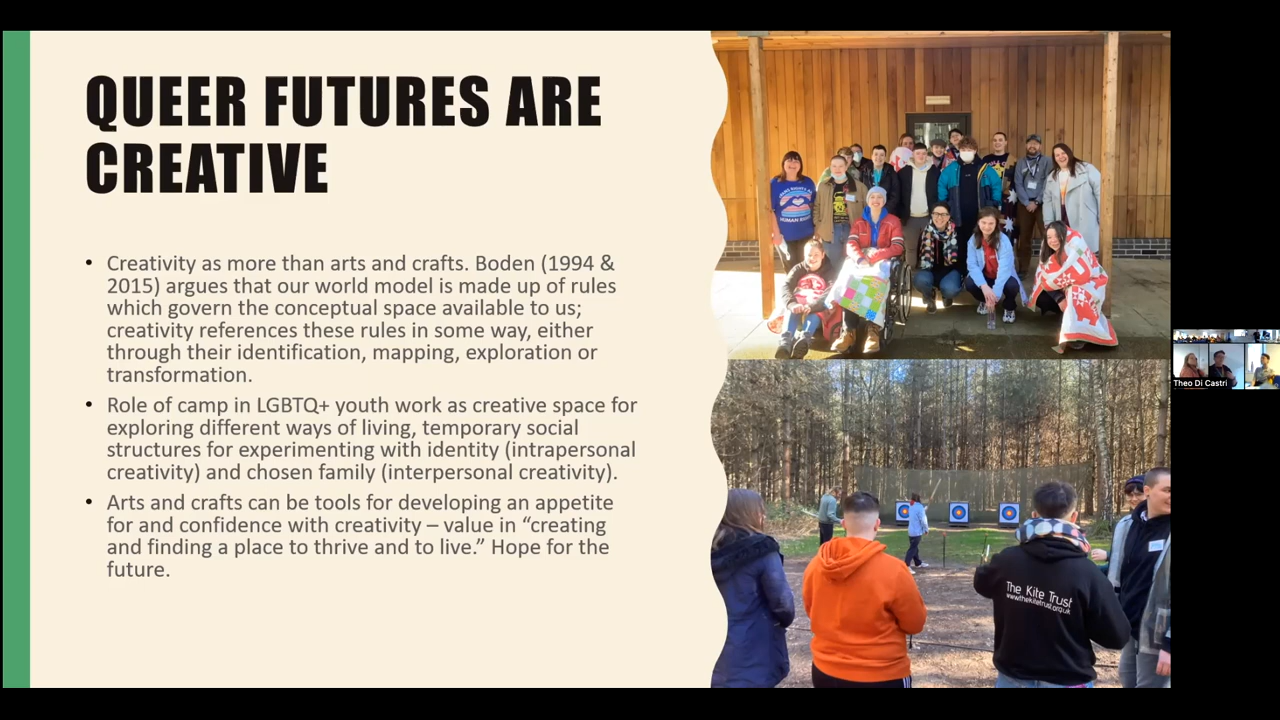 QUEER FUTURES ARE
CREATIVE
• Creativity as more than arts and crafts. Boden (1994 &
2015) argues that our world model is made up of rules
which govern the conceptual space available to us;
creativity references these rules in some way, either
through their identification, mapping, exploration or
transformation.
• Role of camp in LGBTQ+ youth work as creative space for
exploring different ways of living, temporary social
structures for experimenting with identity (intrapersonal
creativity) and chosen family (interpersonal creativity).
• Arts and crafts can be tools for developing an appetite
for and confidence with creativity – value in “creating
and finding a place to thrive and to live.” Hope for the
future.
HUMAN
The Kite Trust
www.thekitetrust.org.uk
Theo Di Castri